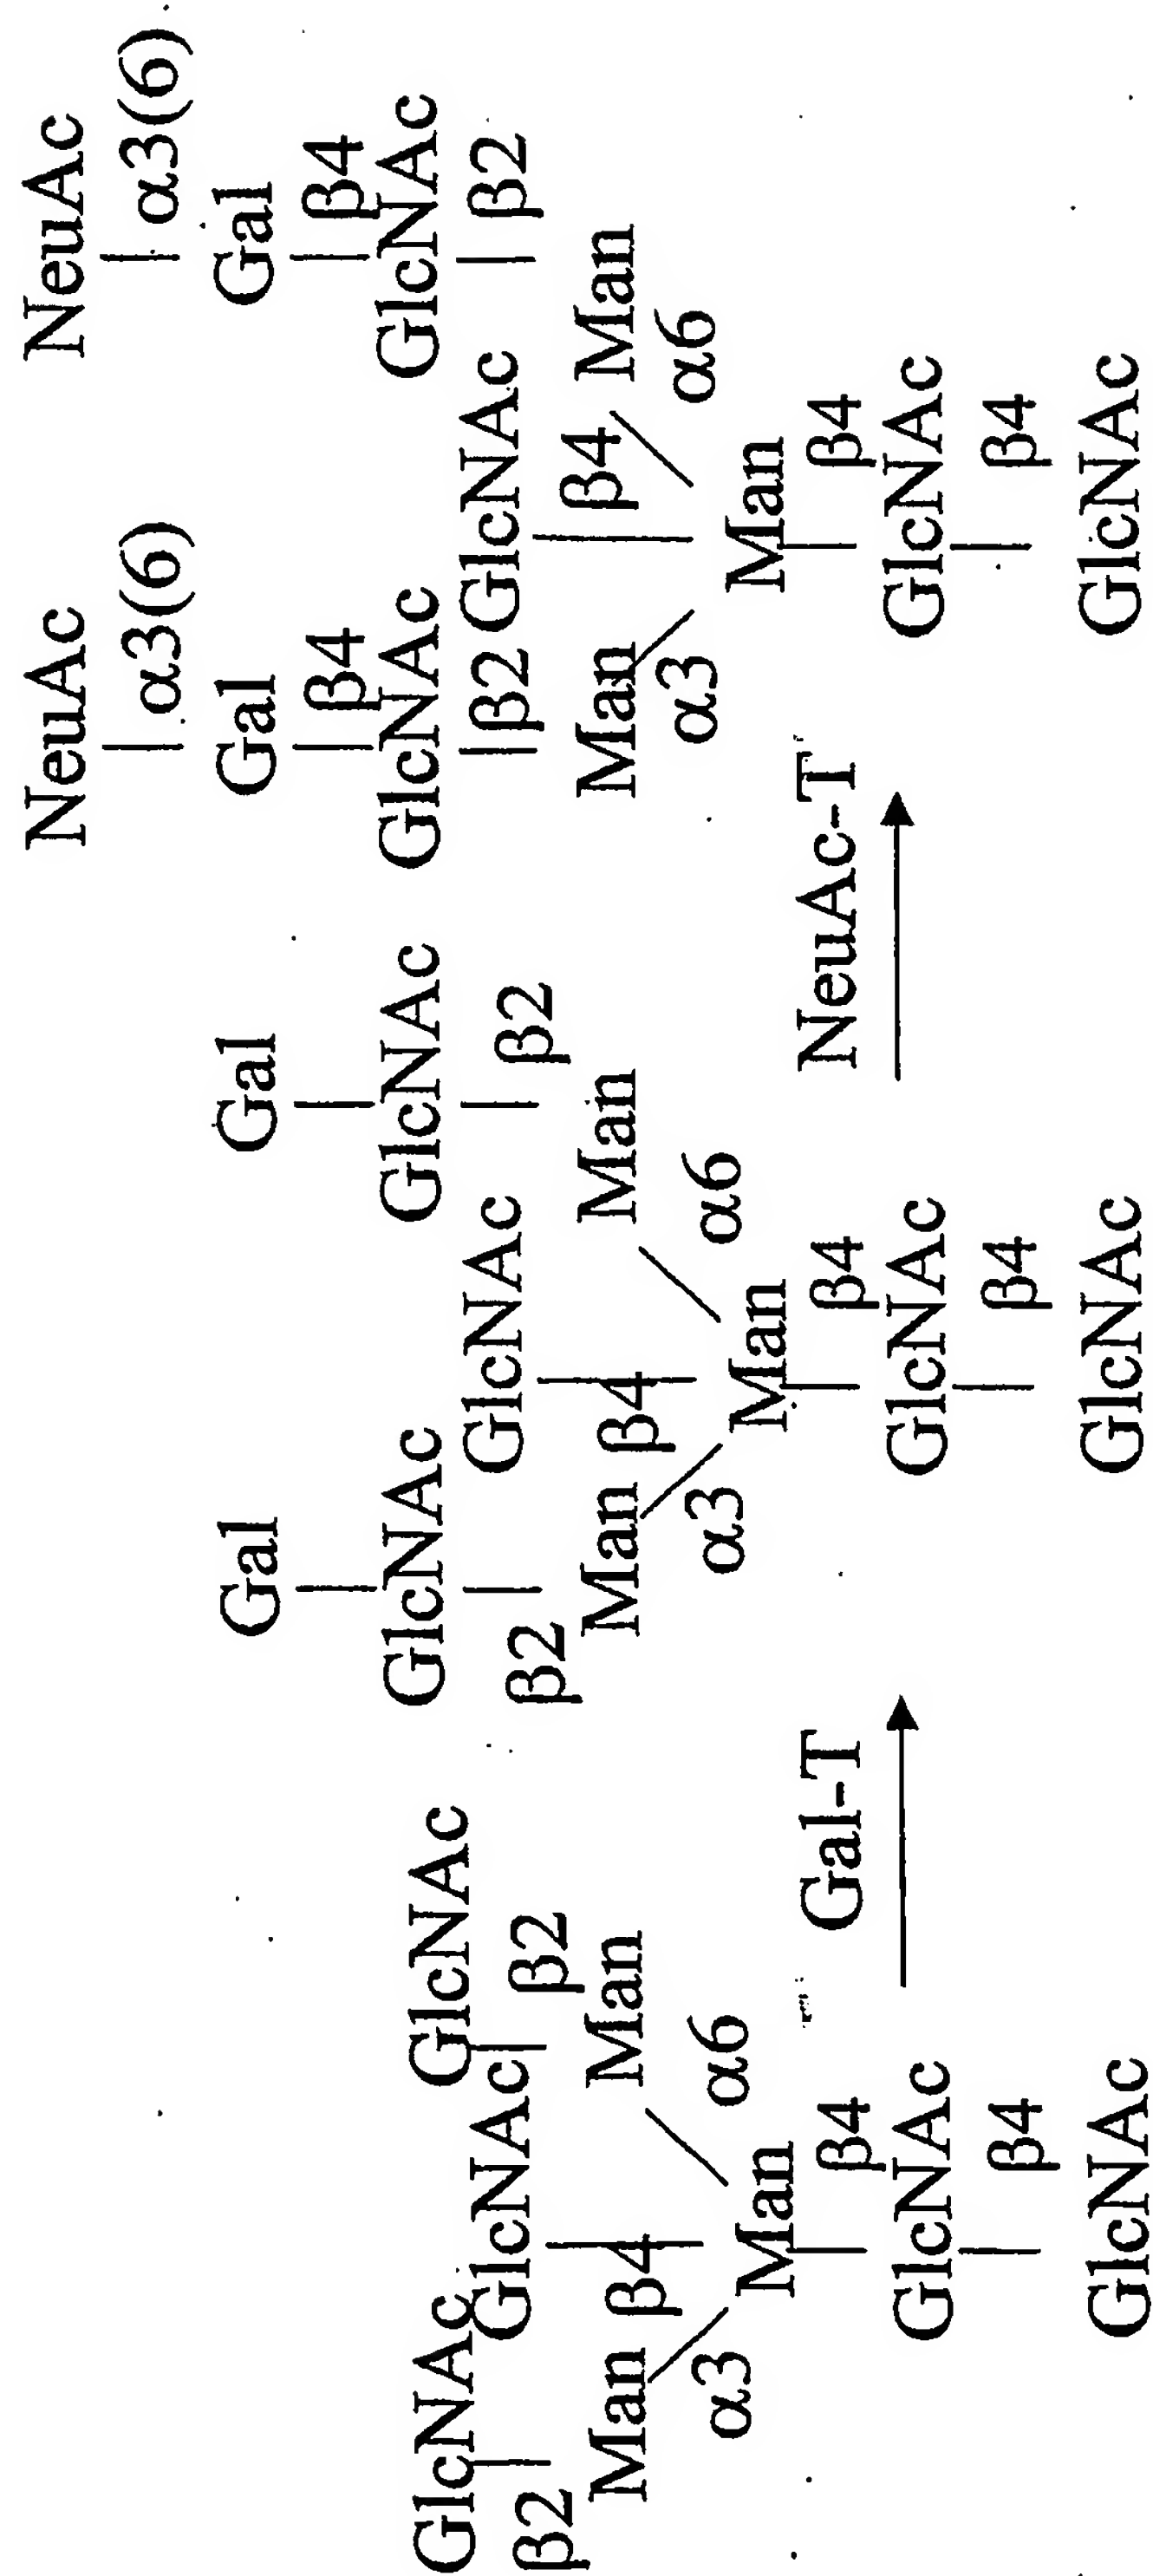 NeuAc NeuAc
α3(6) α3(6)
Gal Gal Gal Gal
β4 β4
GlcNAc GlcNAc GlcNAc GlcNAc GlcNAc GlcNAc
GlcNAc GlcNAc β2 GlcNAc β2
β2 β2 β2 β2 β4
Man β4 Man Man β4 Man Man Man
α3 α6 α3 α6 α3 α6
Man Man Man
Gal-T NeuAc-T
β4 β4 β4
GlcNAc GlcNAc GlcNAc
β4 β4 β4
GlcNAc GlcNAc GlcNAc